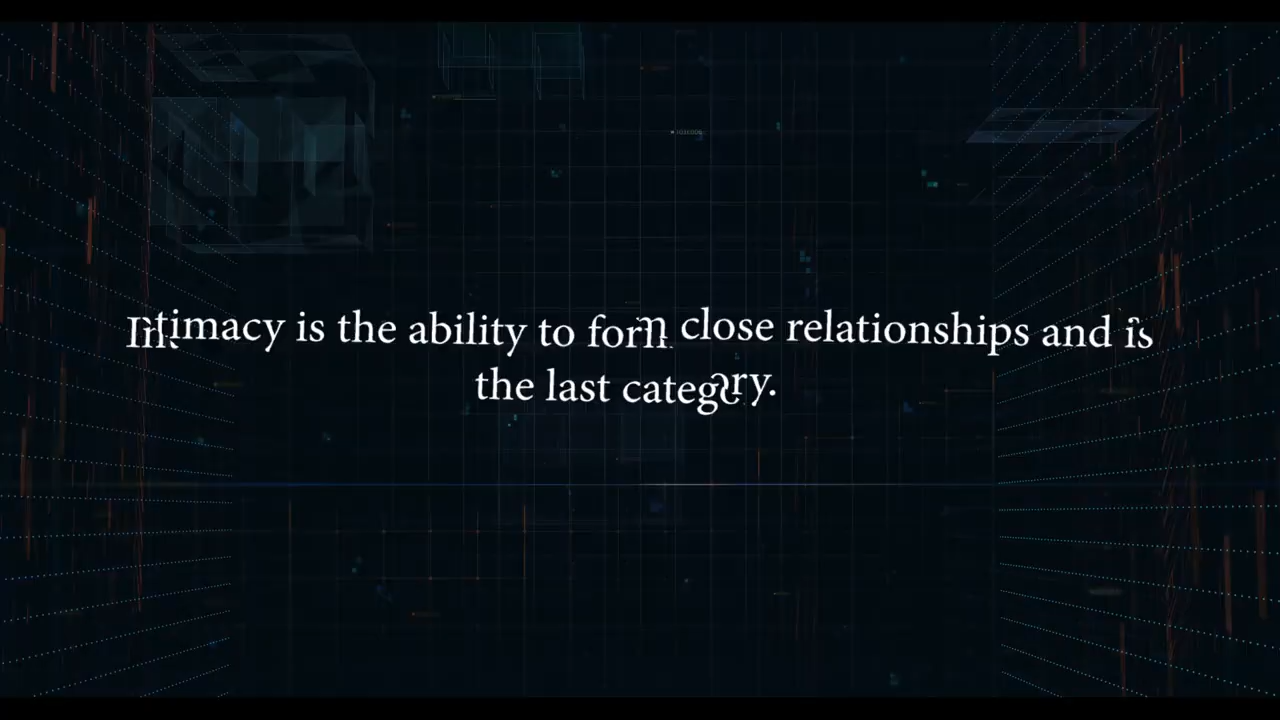 Intimacy is the ability to form close relationships and is
the last category.